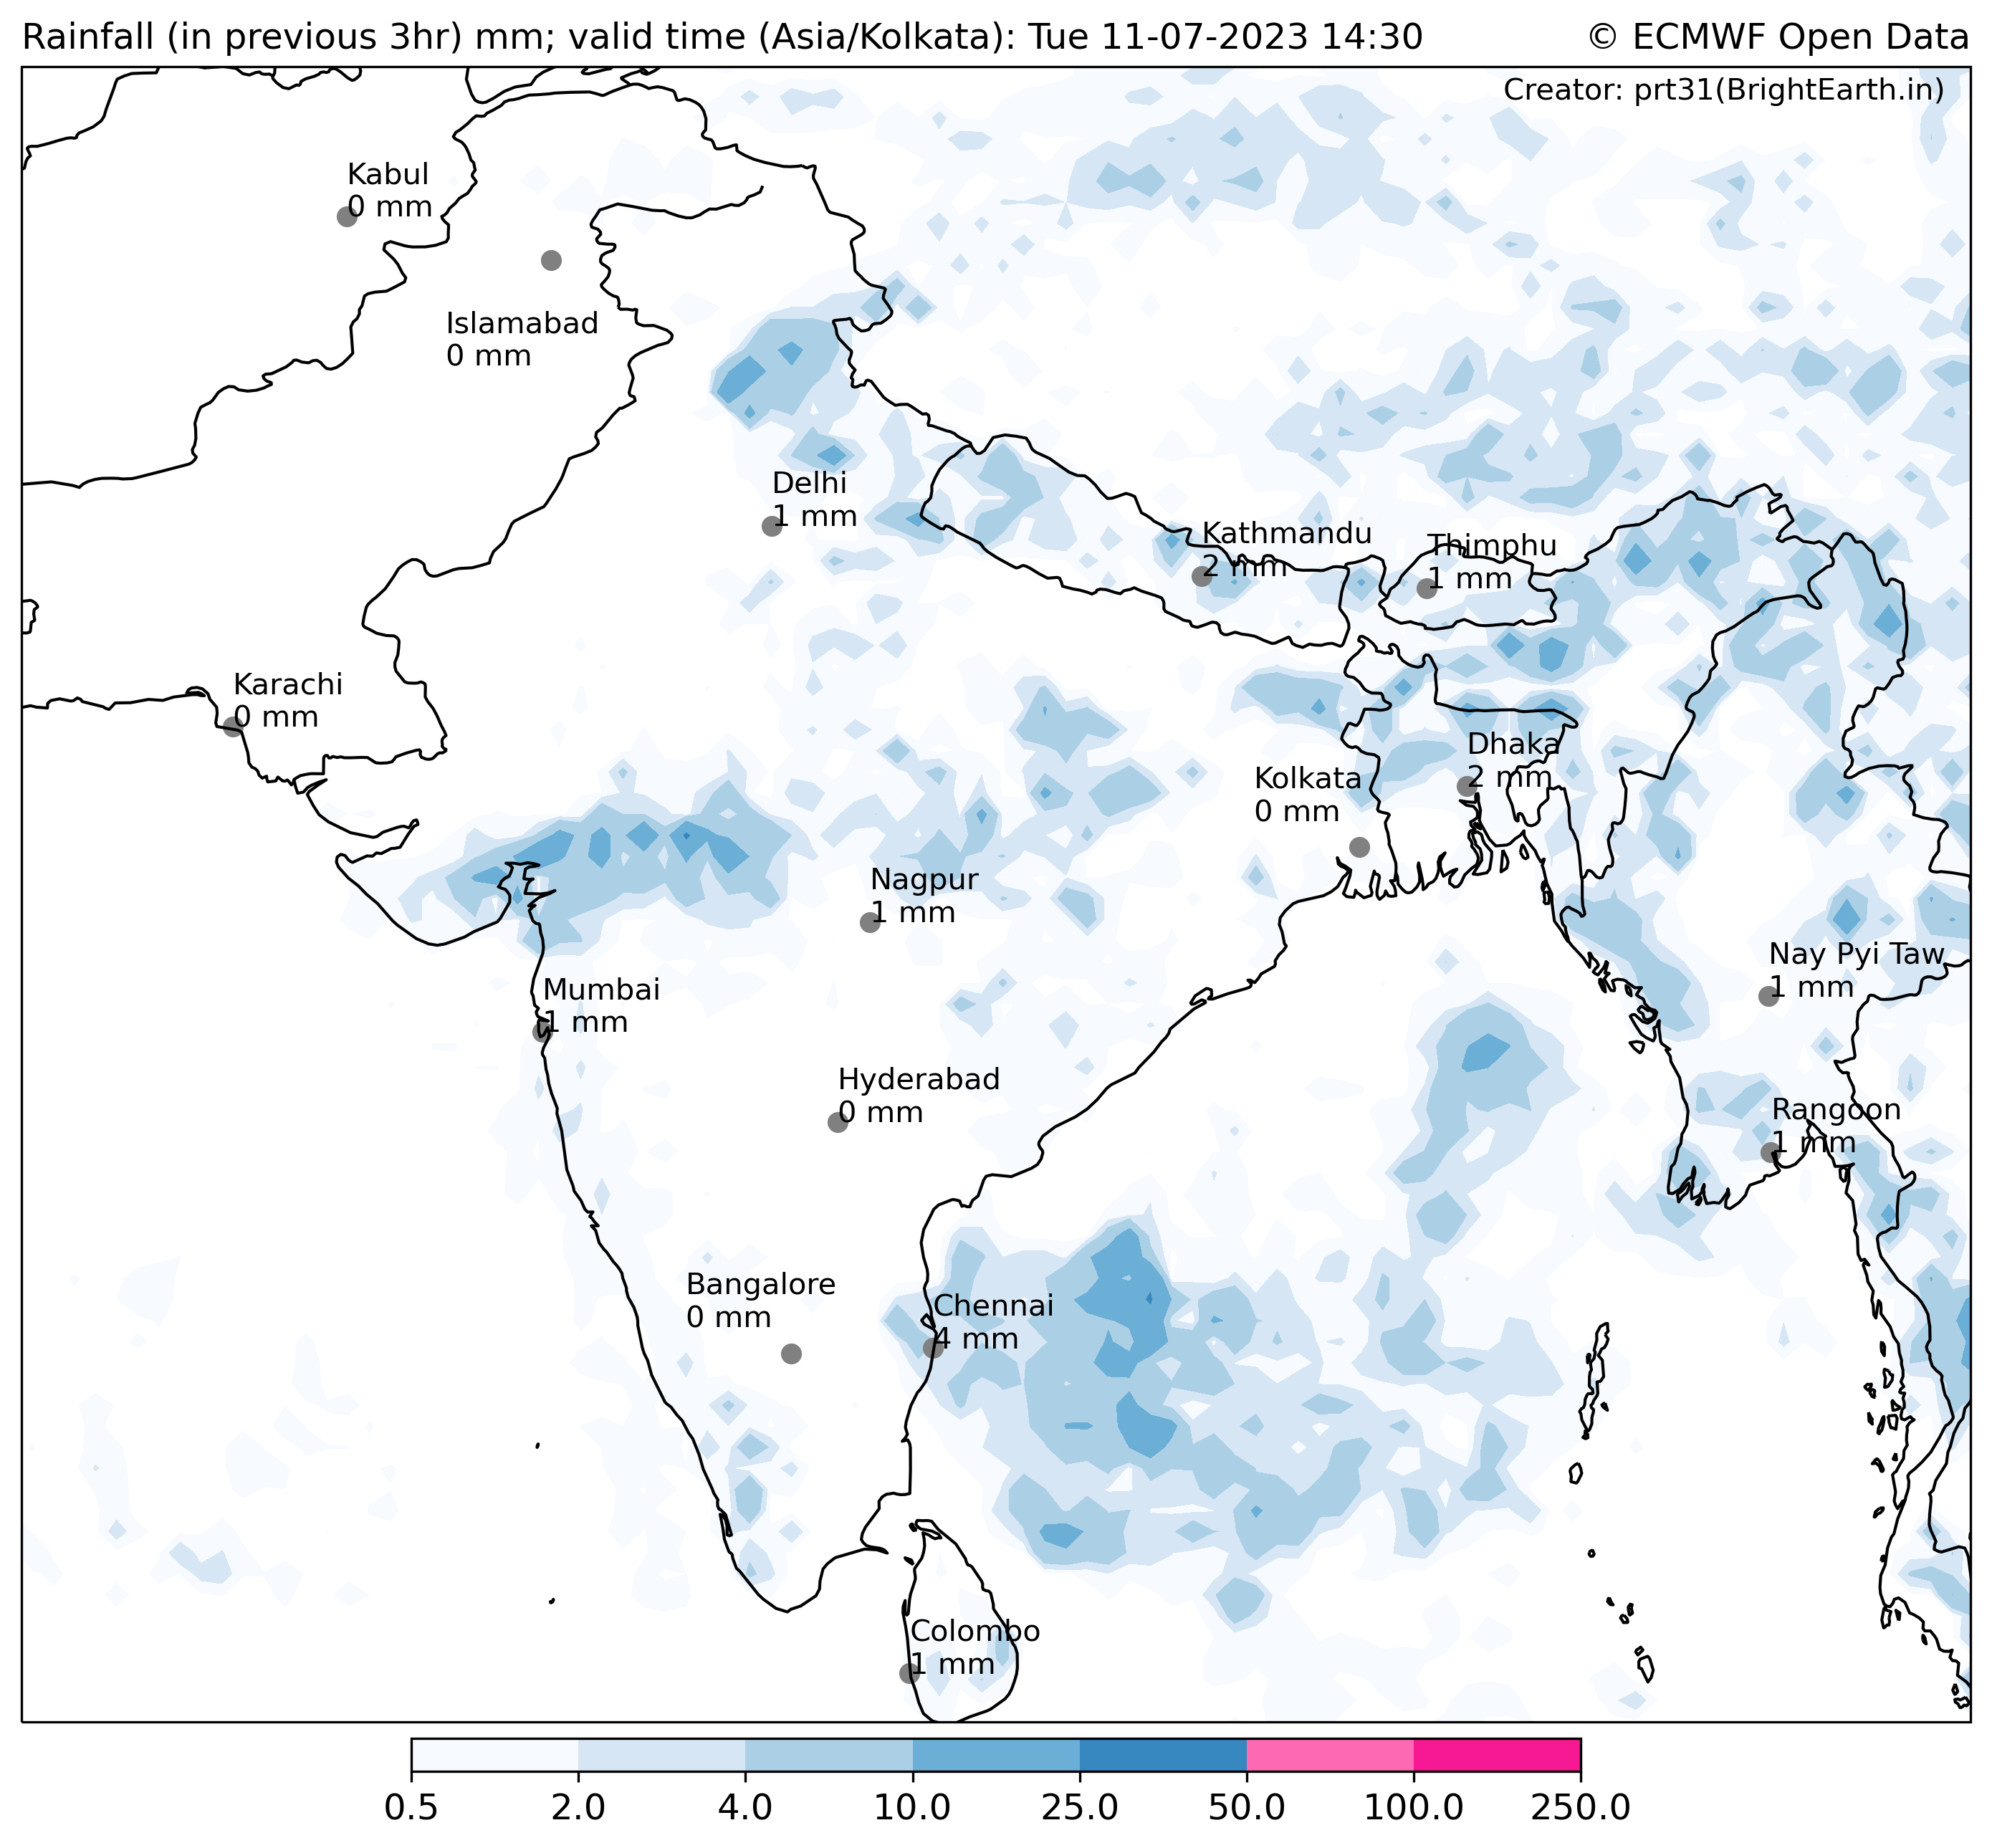 Rainfall (in previous 3hr) mm; valid time (Asia/Kolkata): Tue 11-07-2023 14:30
© ECMWF Open Data
Creator: prt31(BrightEarth.in)
Kabul
0 mm
Islamabad
0 mm
Delhi
1 mm
Kathmandu
2 mm
Thimphu
1 mm
Karachi
0 mm
Dhaka
2 mm
Kolkata
0 mm
Nagpur
1 mm
Nay Pyi Taw
1 mm
Mumbai
1 mm
Hyderabad
0 mm
Rangoon
1 mm
Bangalore
0 mm
Chennai
4 mm
Colombo
1 mm
0.5 2.0 4.0 10.0 25.0 50.0 100.0 250.0